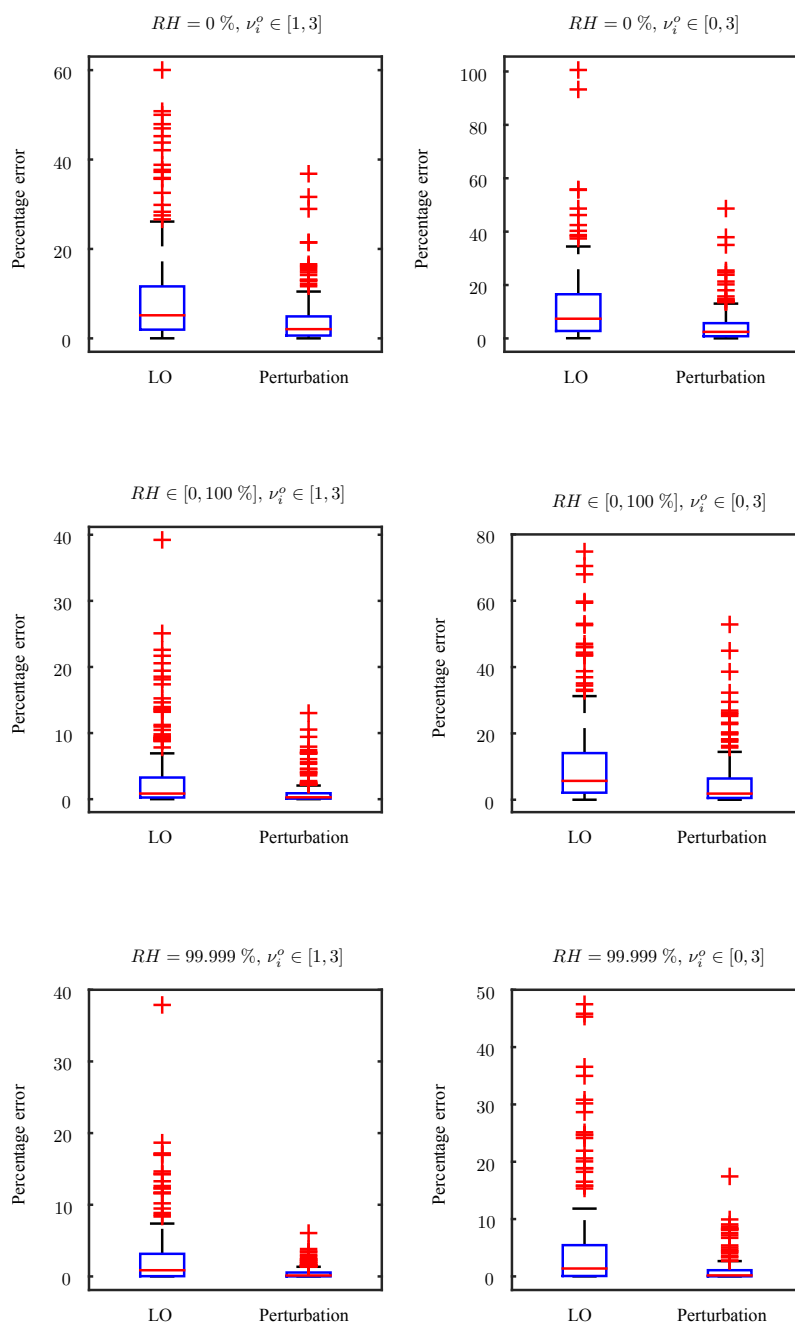 RH = 0 %, ν_i^o ∈ [1, 3]
Percentage error
60
40
20
0
LO Perturbation
RH = 0 %, ν_i^o ∈ [0, 3]
Percentage error
100
80
60
40
20
0
LO Perturbation
RH ∈ [0, 100 %], ν_i^o ∈ [1, 3]
Percentage error
40
30
20
10
0
LO Perturbation
RH ∈ [0, 100 %], ν_i^o ∈ [0, 3]
Percentage error
80
60
40
20
0
LO Perturbation
RH = 99.999 %, ν_i^o ∈ [1, 3]
Percentage error
40
30
20
10
0
LO Perturbation
RH = 99.999 %, ν_i^o ∈ [0, 3]
Percentage error
50
40
30
20
10
0
LO Perturbation